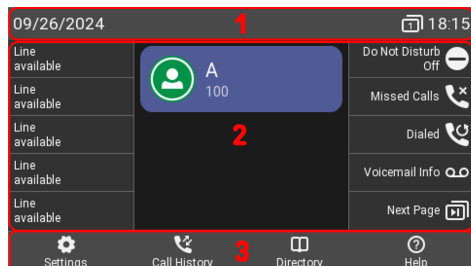 09/26/2024
1
1
18:15
Line
available
Line
available
Line
available
Line
available
Line
available
A
100
2
Do Not Disturb
Off
Missed Calls
Dialed
Voicemail Info
Next Page
Settings
Call History
3
Directory
Help